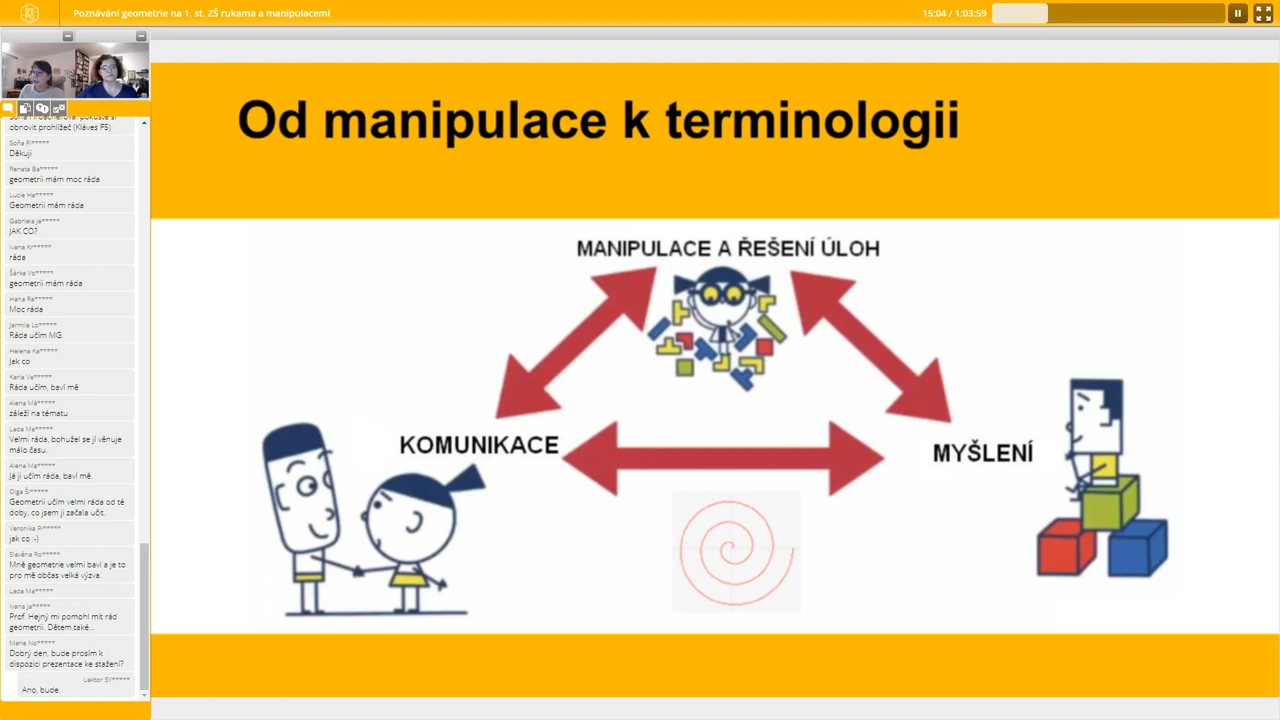 Poznávání geometrie na 1. st. ZŠ rukama a manipulacemi
15:04 / 1:03:59
obnovit prohlížeč (Kláves F5)
Soňa Fi*****
Děkuji
Renata Ba*****
geometrii mám moc ráda
Lucie Ha*****
Geometrii mám ráda
Gabriela Je*****
JAK CO?
Ivana Kr*****
ráda
Šárka Vo*****
geometrii mám ráda
Hana Ra*****
Moc ráda
Jarmila Lo*****
Ráda učím MG.
Helena Ka*****
Jak co
Karla Va*****
Ráda učím, baví mě
Alena Má*****
záleží na tématu
Lada Ma*****
Velmi ráda, bohužel se jí věnuje
málo času.
Alena Ma*****
Já ji učím ráda, baví mě.
Olga Ši*****
Geometrii učím velmi ráda od té
doby, co jsem ji začala učit.
Veronika Pi*****
jak co :-)
Slavěna Ro*****
Mně geometrie velmi baví a je to
pro mě občas velká výzva.
Lada Ma*****
Ivana Ja*****
Prof. Hejný mi pomohl mít rád
geometrii. Dětem také...
Marie No*****
Dobrý den, bude prosím k
dispozici prezentace ke stažení?
Lektor SY*****
Ano, bude.
Od manipulace k terminologii
MANIPULACE A ŘEŠENÍ ÚLOH
KOMUNIKACE
MYŠLENÍ